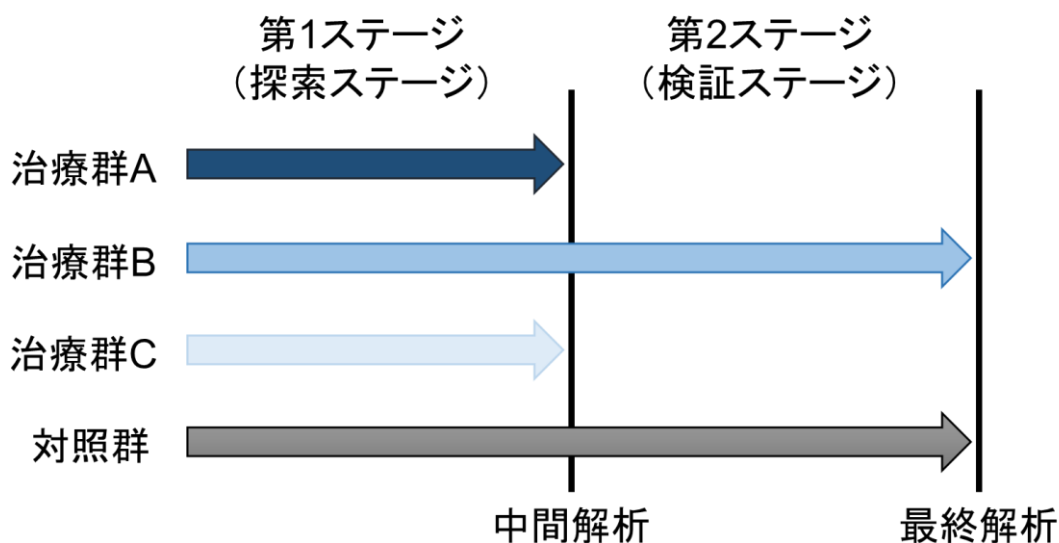 第1ステージ
（探索ステージ）
第2ステージ
（検証ステージ）
治療群A
治療群B
治療群C
対照群
中間解析
最終解析